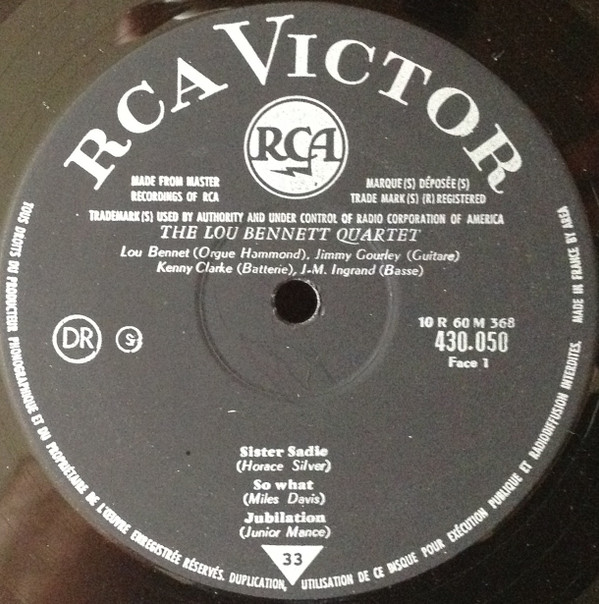 RCA VICTOR
RCA
MADE FROM MASTER
RECORDINGS OF RCA
MARQUE(S) DÉPOSÉE(S)
TRADE MARK(S) (R) REGISTERED
TRADEMARK(S) USED BY AUTHORITY AND UNDER CONTROL OF RADIO CORPORATION OF AMERICA
THE LOU BENNETT QUARTET
Lou Bennet (Orgue Hammond), Jimmy Gourley (Guitare)
Kenny Clarke (Batterie), J-M. Ingrand (Basse)
DR
10 R 60 M 368
430.050
Face 1
Sister Sadie
(Horace Silver)
So what
(Miles Davis)
Jubilation
(Junior Mance)
33
TOUS DROITS DU PRODUCTEUR PHONOGRAPHIQUE ET DU PROPRIÉTAIRE DE L'ŒUVRE ENREGISTRÉE RÉSERVÉS. DUPLICATION, UTILISATION DE CE DISQUE POUR EXÉCUTION PUBLIQUE ET RADIODIFFUSION INTERDITES. MADE IN FRANCE BY AREA